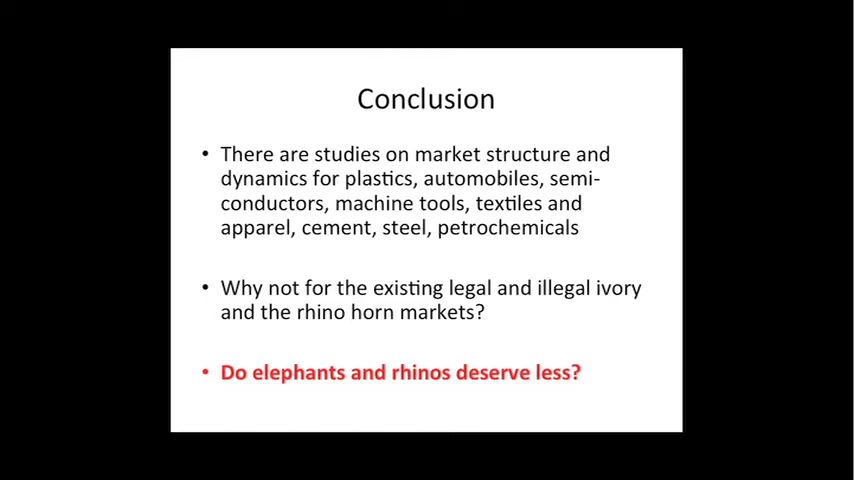 Conclusion
• There are studies on market structure and
dynamics for plastics, automobiles, semi-
conductors, machine tools, textiles and
apparel, cement, steel, petrochemicals
• Why not for the existing legal and illegal ivory
and the rhino horn markets?
• Do elephants and rhinos deserve less?